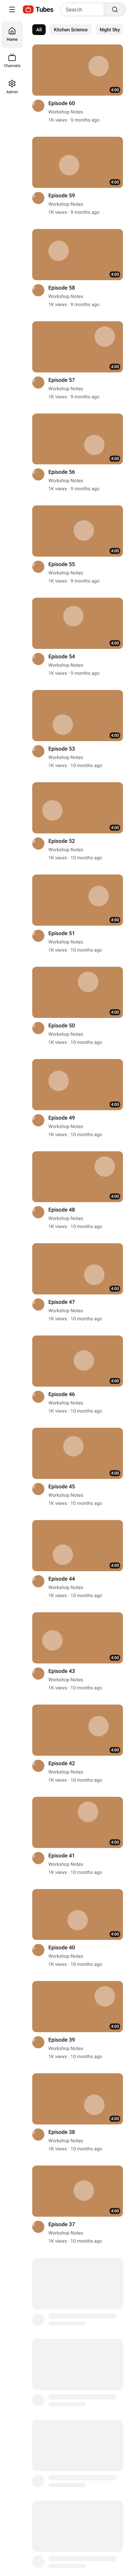 Tubes
Search
Home
Channels
Admin
All
Kitchen Science
Night Sky
4:00
Episode 60
Workshop Notes
1K views · 9 months ago
4:00
Episode 59
Workshop Notes
1K views · 9 months ago
4:00
Episode 58
Workshop Notes
1K views · 9 months ago
4:00
Episode 57
Workshop Notes
1K views · 9 months ago
4:00
Episode 56
Workshop Notes
1K views · 9 months ago
4:00
Episode 55
Workshop Notes
1K views · 9 months ago
4:00
Episode 54
Workshop Notes
1K views · 9 months ago
4:00
Episode 53
Workshop Notes
1K views · 10 months ago
4:00
Episode 52
Workshop Notes
1K views · 10 months ago
4:00
Episode 51
Workshop Notes
1K views · 10 months ago
4:00
Episode 50
Workshop Notes
1K views · 10 months ago
4:00
Episode 49
Workshop Notes
1K views · 10 months ago
4:00
Episode 48
Workshop Notes
1K views · 10 months ago
4:00
Episode 47
Workshop Notes
1K views · 10 months ago
4:00
Episode 46
Workshop Notes
1K views · 10 months ago
4:00
Episode 45
Workshop Notes
1K views · 10 months ago
4:00
Episode 44
Workshop Notes
1K views · 10 months ago
4:00
Episode 43
Workshop Notes
1K views · 10 months ago
4:00
Episode 42
Workshop Notes
1K views · 10 months ago
4:00
Episode 41
Workshop Notes
1K views · 10 months ago
4:00
Episode 40
Workshop Notes
1K views · 10 months ago
4:00
Episode 39
Workshop Notes
2K views · 10 months ago
4:00
Episode 38
Workshop Notes
2K views · 10 months ago
4:00
Episode 37
Workshop Notes
1K views · 10 months ago